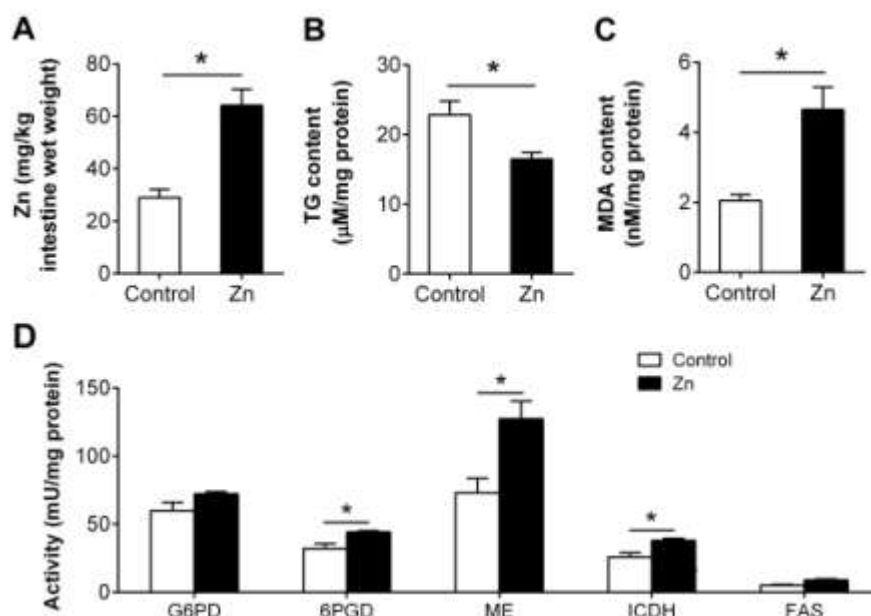 A
Zn (mg/kg
intestine wet weight)
80
60
40
20
0
*
Control
Zn
B
TG content
(μM/mg protein)
30
20
10
0
*
Control
Zn
C
MDA content
(nM/mg protein)
6
4
2
0
*
Control
Zn
D
Activity (mU/mg protein)
150
100
50
0
Control
Zn
*
*
*
G6PD
6PGD
ME
ICDH
FAS